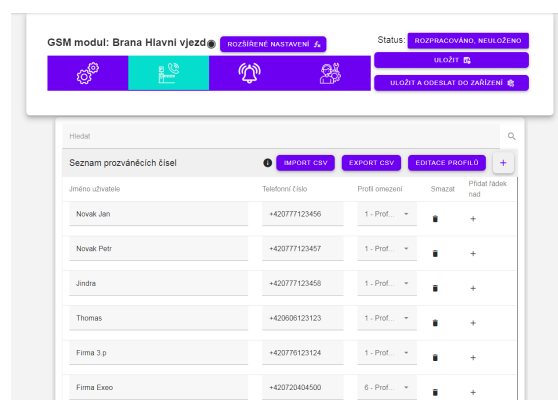 GSM modul: Brana Hlavni vjezd
ROZŠÍŘENÉ NASTAVENÍ
Status: ROZPRACOVÁNO, NEULOŽENO
ULOŽIT
ULOŽIT A ODESLAT DO ZAŘÍZENÍ
Hledat
Seznam prozváněcích čísel
IMPORT CSV
EXPORT CSV
EDITACE PROFILŮ
+
Jméno uživatele Telefonní číslo Profil omezení Smazat Přidat řádek nad
Novak Jan +420777123456 1 - Prof… +
Novak Petr +420777123457 1 - Prof… +
Jindra +420777123458 1 - Prof… +
Thomas +420606123123 1 - Prof… +
Firma 3.p +420776123124 1 - Prof… +
Firma Exeo +420720404500 6 - Prof… +